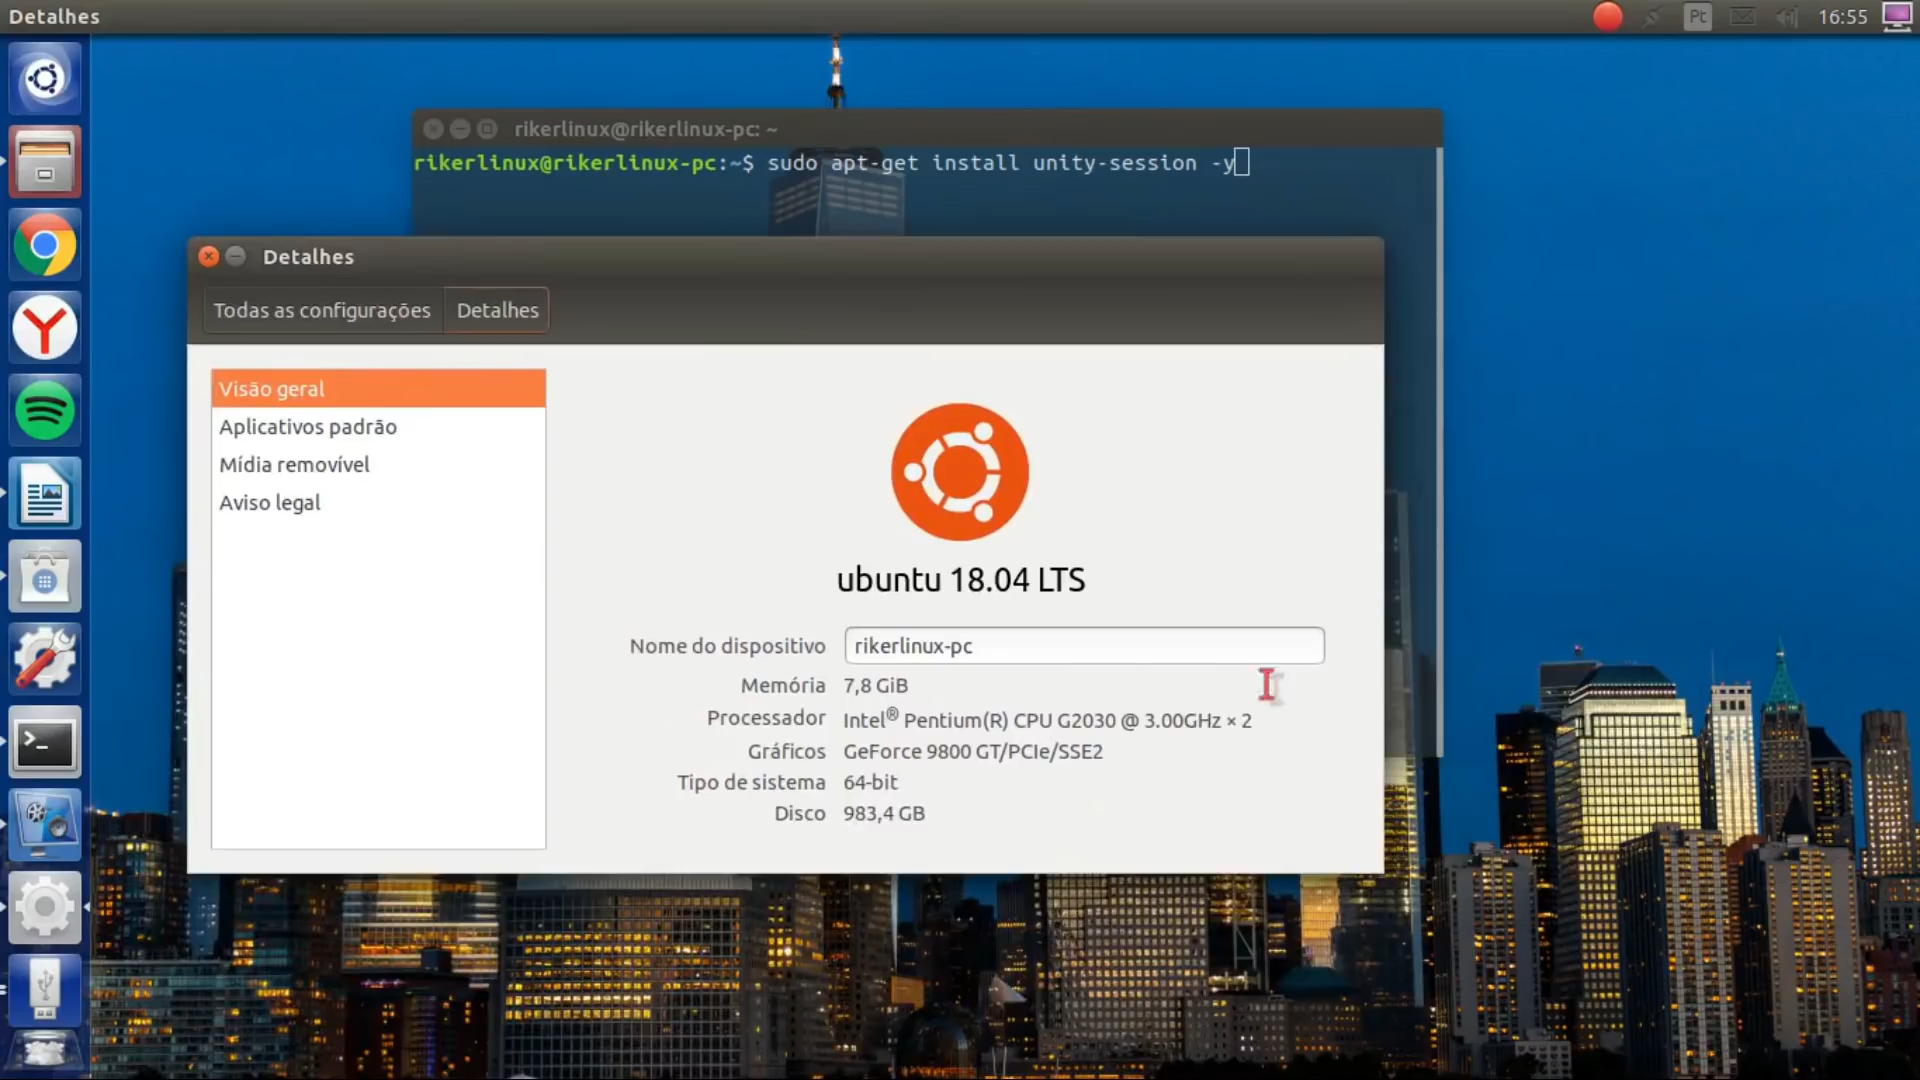 Detalhes
Pt
16:55
rikerlinux@rikerlinux-pc: ~
rikerlinux@rikerlinux-pc:~$ sudo apt-get install unity-session -y
Detalhes
Todas as configurações
Detalhes
Visão geral
Aplicativos padrão
Mídia removível
Aviso legal
ubuntu 18.04 LTS
Nome do dispositivo rikerlinux-pc
Memória 7,8 GiB
Processador Intel® Pentium(R) CPU G2030 @ 3.00GHz × 2
Gráficos GeForce 9800 GT/PCIe/SSE2
Tipo de sistema 64-bit
Disco 983,4 GB